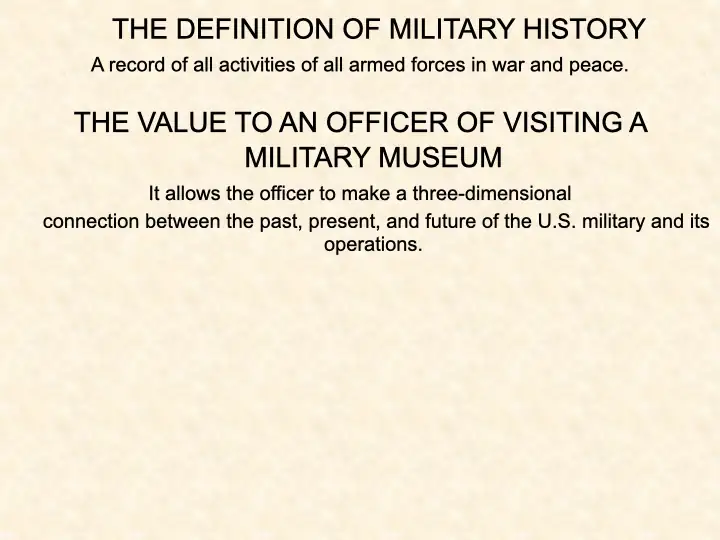 THE DEFINITION OF MILITARY HISTORY
A record of all activities of all armed forces in war and peace.
THE VALUE TO AN OFFICER OF VISITING A
MILITARY MUSEUM
It allows the officer to make a three-dimensional
connection between the past, present, and future of the U.S. military and its
operations.